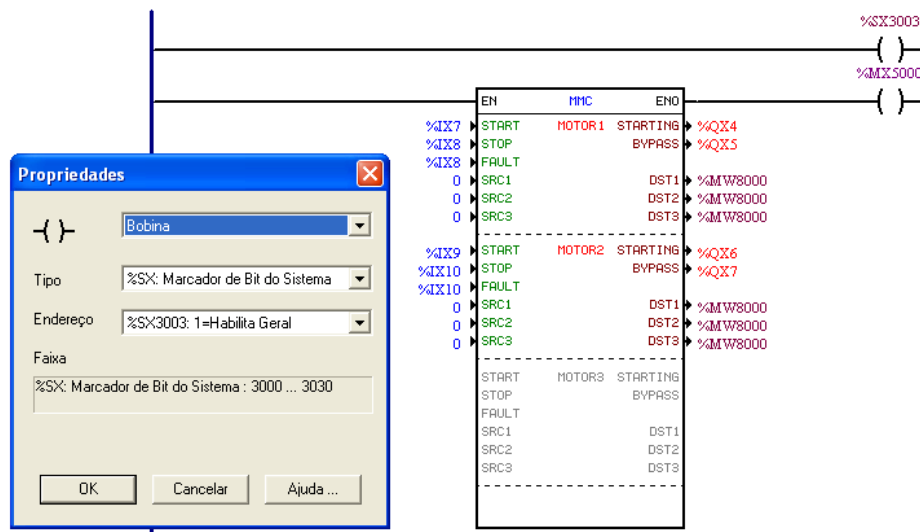 %SX3003
%MX5000
EN MMC ENO
%IX7 START MOTOR1 STARTING %QX4
%IX8 STOP BYPASS %QX5
%IX8 FAULT
0 SRC1 DST1 %MW8000
0 SRC2 DST2 %MW8000
0 SRC3 DST3 %MW8000
%IX9 START MOTOR2 STARTING %QX6
%IX10 STOP BYPASS %QX7
%IX10 FAULT
0 SRC1 DST1 %MW8000
0 SRC2 DST2 %MW8000
0 SRC3 DST3 %MW8000
START MOTOR3 STARTING
STOP BYPASS
FAULT
SRC1 DST1
SRC2 DST2
SRC3 DST3
Propriedades
Bobina
Tipo %SX: Marcador de Bit do Sistema
Endereço %SX3003: 1=Habilita Geral
Faixa
%SX: Marcador de Bit do Sistema : 3000 ... 3030
OK Cancelar Ajuda ...